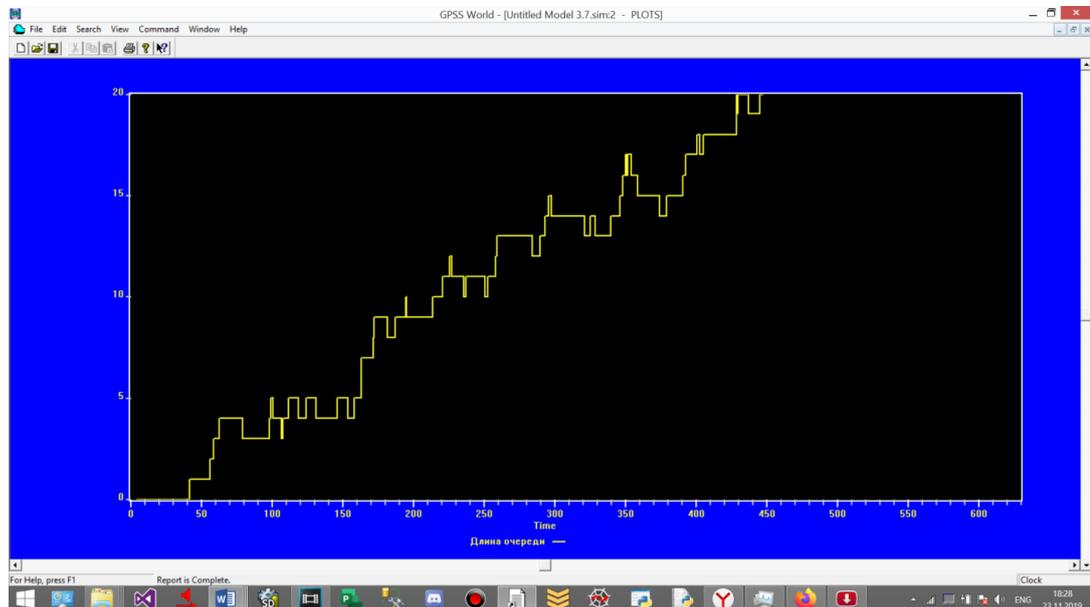 GPSS World - [Untitled Model 3.7.sim:2 - PLOTS]
File Edit Search View Command Window Help
20
15
10
5
0
0 50 100 150 200 250 300 350 400 450 500 550 600
Time
Длина очереди
For Help, press F1 Report is Complete. Clock
ENG 18:28